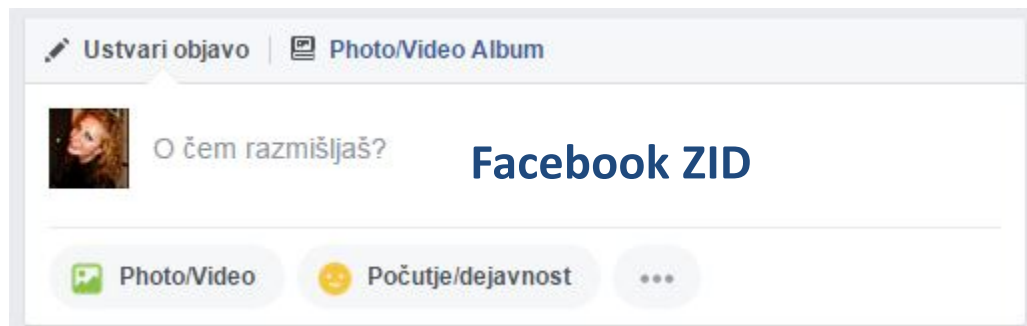 Ustvari objavo Photo/Video Album
O čem razmišljaš? Facebook ZID
Photo/Video Počutje/dejavnost